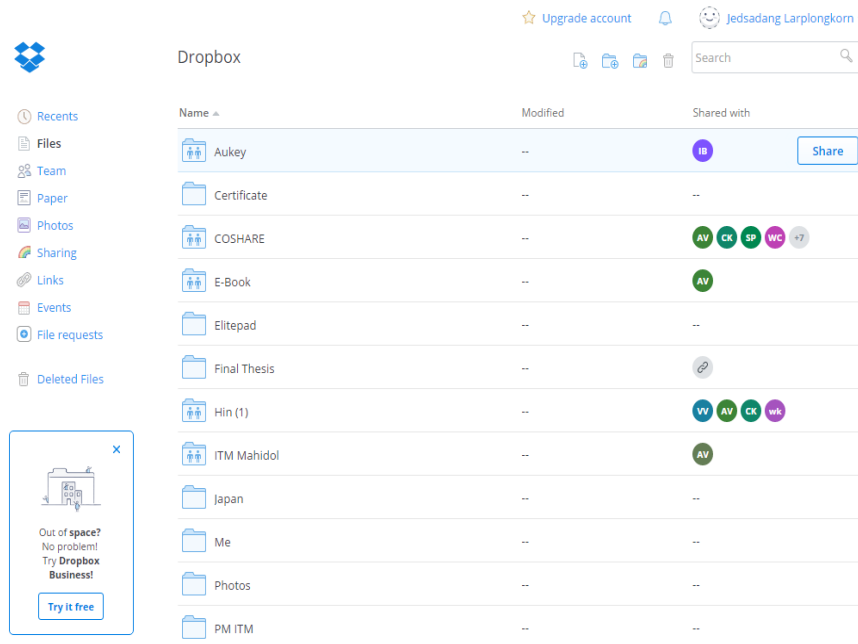 Upgrade account
Jedsadang Larplongkorn
Dropbox
Search
Recents
Files
Team
Paper
Photos
Sharing
Links
Events
File requests
Deleted Files
Out of space?
No problem!
Try Dropbox
Business!
Try it free
Name Modified Shared with
Aukey -- IB Share
Certificate -- --
COSHARE -- AV CK SP WC +7
E-Book -- AV
Elitepad -- --
Final Thesis --
Hin (1) -- VV AV CK wk
ITM Mahidol -- AV
Japan -- --
Me -- --
Photos -- --
PM ITM -- --